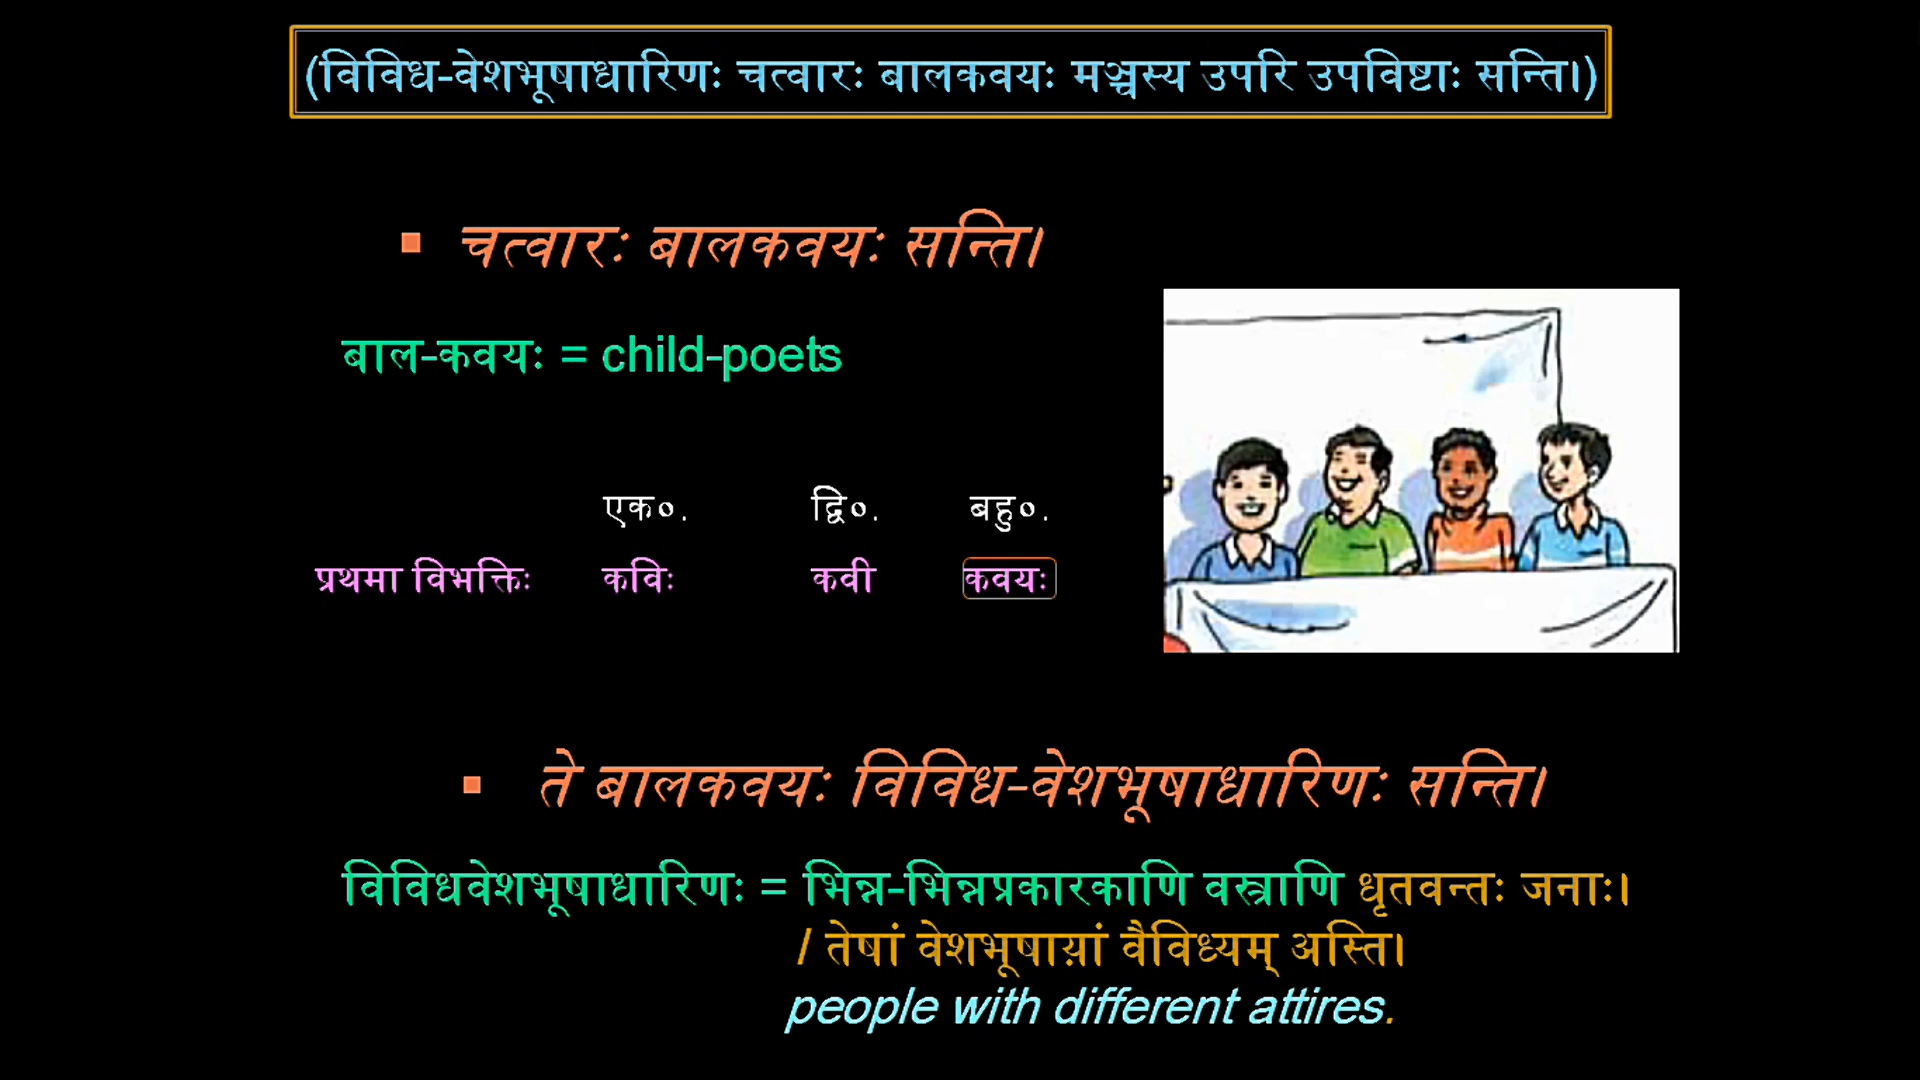 (विविध-वेशभूषाधारिणः चत्वारः बालकवयः मञ्चस्य उपरि उपविष्टाः सन्ति।)
▪ चत्वारः बालकवयः सन्ति।
बाल-कवयः = child-poets
एक०. द्वि०. बहु०.
प्रथमा विभक्तिः कविः कवी कवयः
▪ ते बालकवयः विविध-वेशभूषाधारिणः सन्ति।
विविधवेशभूषाधारिणः = भिन्न-भिन्नप्रकारकाणि वस्त्राणि धृतवन्तः जनाः।
/ तेषां वेशभूषाय़ां वैविध्यम् अस्ति।
people with different attires.